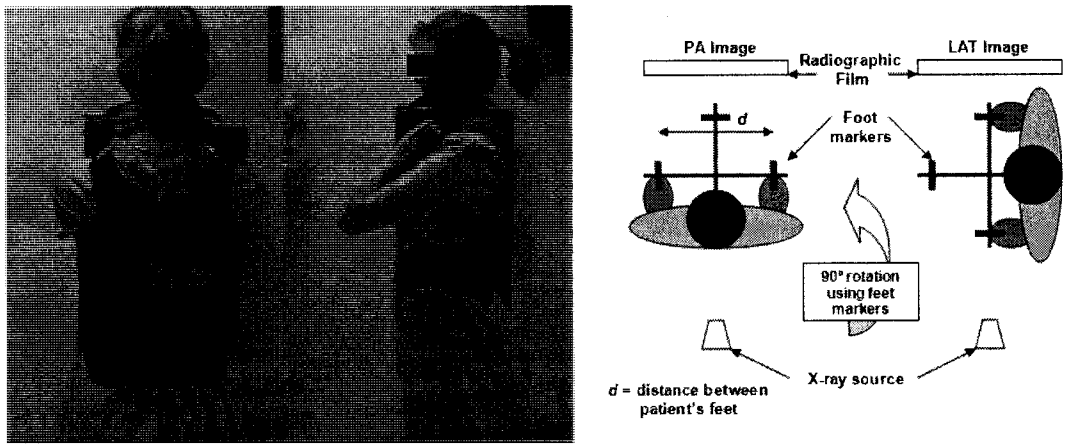 PA Image
LAT Image
Radiographic
Film
d
Foot
markers
90° rotation
using feet
markers
X-ray source
d = distance between
patient's feet